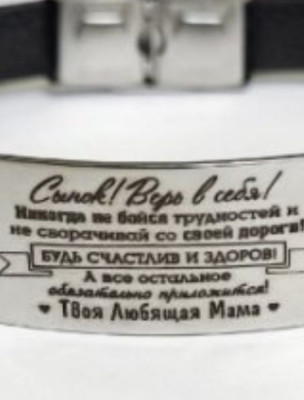 Сынок! Верь в себя!
Никогда не бойся трудностей и
не сворачивай со своей дороги!
БУДЬ СЧАСТЛИВ И ЗДОРОВ!
А все остальное
обязательно приложится!
♥ Твоя Любящая Мама ♥